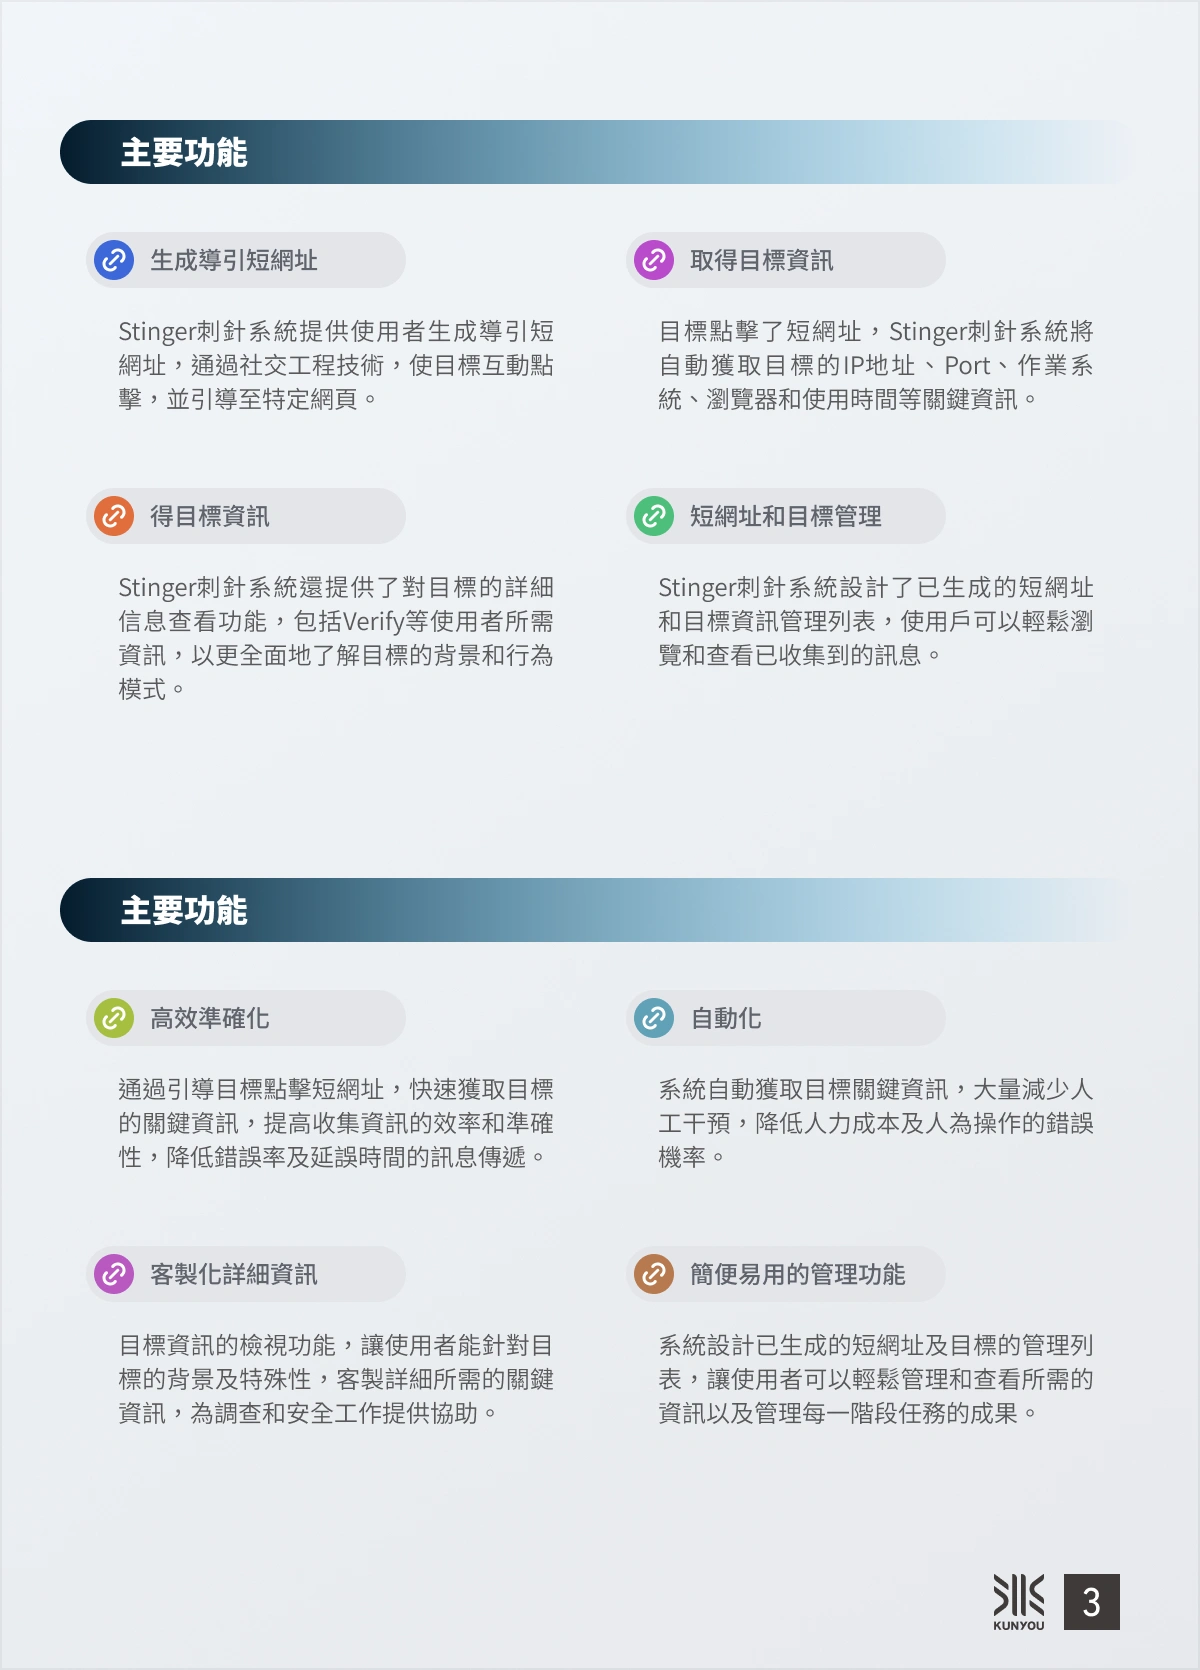 主要功能
生成導引短網址
Stinger刺針系統提供使用者生成導引短
網址，通過社交工程技術，使目標互動點
擊，並引導至特定網頁。
取得目標資訊
目標點擊了短網址，Stinger刺針系統將
自動獲取目標的IP地址、Port、作業系
統、瀏覽器和使用時間等關鍵資訊。
得目標資訊
Stinger刺針系統還提供了對目標的詳細
信息查看功能，包括Verify等使用者所需
資訊，以更全面地了解目標的背景和行為
模式。
短網址和目標管理
Stinger刺針系統設計了已生成的短網址
和目標資訊管理列表，使用戶可以輕鬆瀏
覽和查看已收集到的訊息。
主要功能
高效準確化
通過引導目標點擊短網址，快速獲取目標
的關鍵資訊，提高收集資訊的效率和準確
性，降低錯誤率及延誤時間的訊息傳遞。
自動化
系統自動獲取目標關鍵資訊，大量減少人
工干預，降低人力成本及人為操作的錯誤
機率。
客製化詳細資訊
目標資訊的檢視功能，讓使用者能針對目
標的背景及特殊性，客製詳細所需的關鍵
資訊，為調查和安全工作提供協助。
簡便易用的管理功能
系統設計已生成的短網址及目標的管理列
表，讓使用者可以輕鬆管理和查看所需的
資訊以及管理每一階段任務的成果。
KUNYOU
3